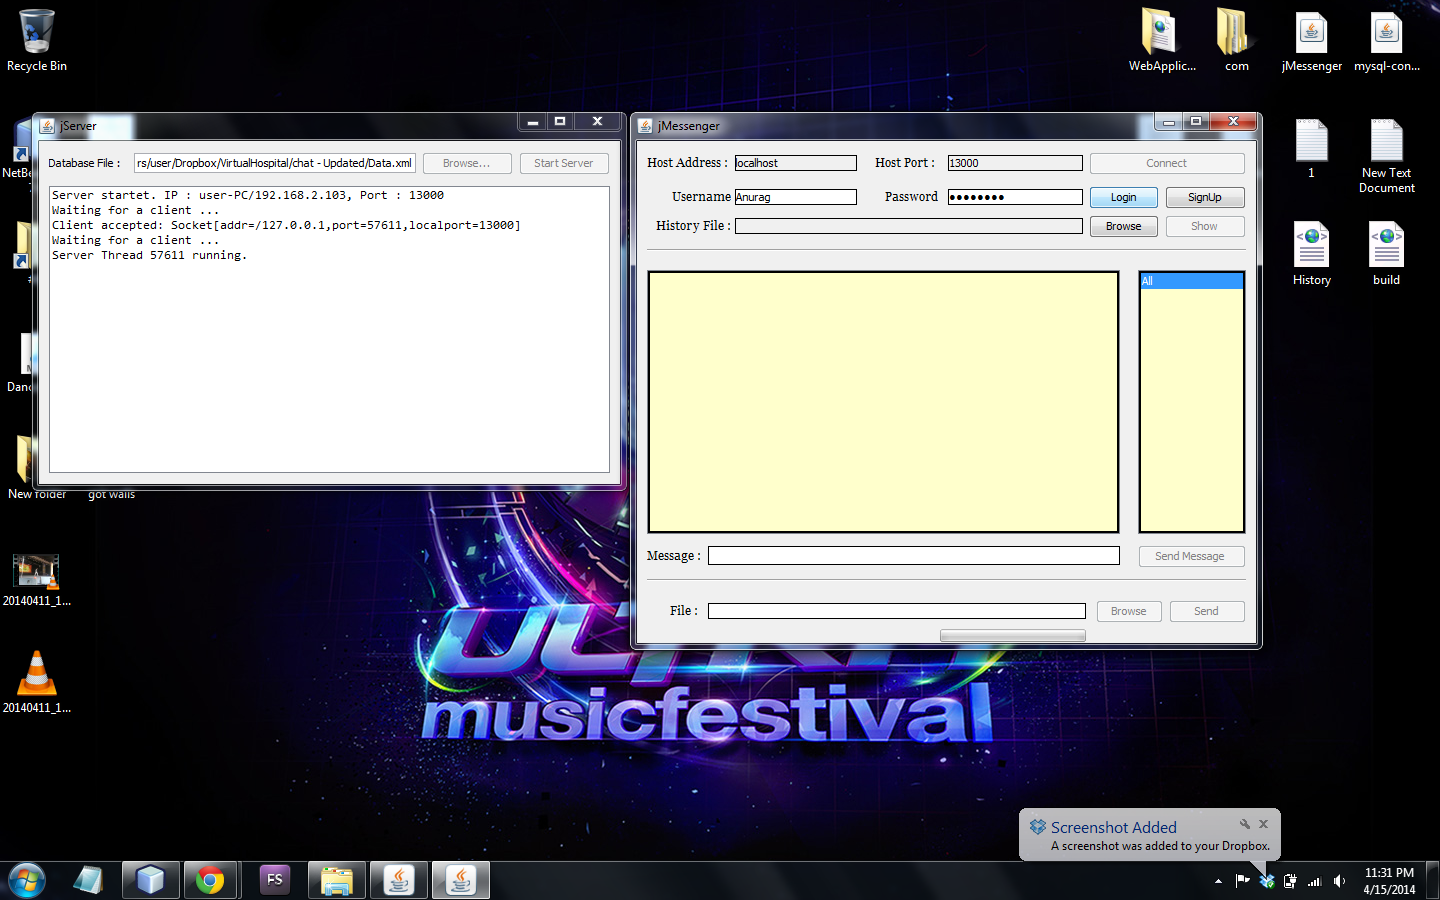 Recycle Bin
WebApplic...
com
jMessenger
mysql-con...
jServer
Database File :
rs/user/Dropbox/VirtualHospital/chat - Updated/Data.xml
Browse...
Start Server
Server startet. IP : user-PC/192.168.2.103, Port : 13000
Waiting for a client ...
Client accepted: Socket[addr=/127.0.0.1,port=57611,localport=13000]
Waiting for a client ...
Server Thread 57611 running.
jMessenger
Host Address :
localhost
Host Port :
13000
Connect
Username
Anurag
Password
●●●●●●●●
Login
SignUp
History File :
Browse
Show
All
Message :
Send Message
File :
Browse
Send
1
New Text
Document
History
build
NetBe
Danc
New folder
got walls
20140411_1...
20140411_1...
musicfestival
Screenshot Added
A screenshot was added to your Dropbox.
FS
11:31 PM
4/15/2014